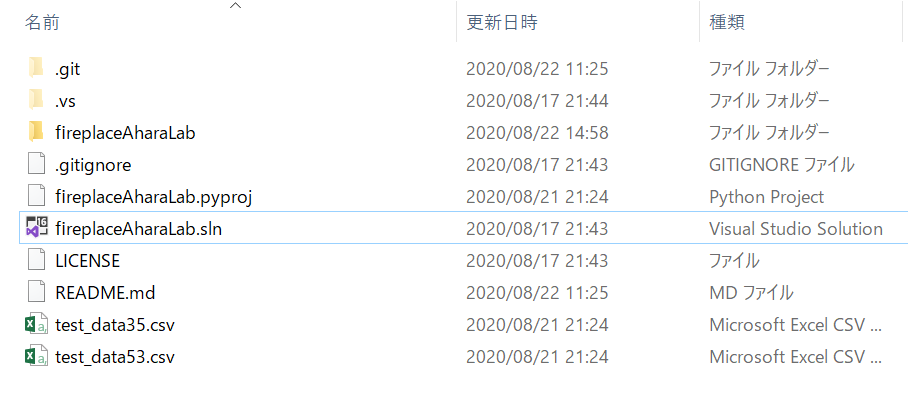 名前 更新日時 種類
.git 2020/08/22 11:25 ファイル フォルダー
.vs 2020/08/17 21:44 ファイル フォルダー
fireplaceAharaLab 2020/08/22 14:58 ファイル フォルダー
.gitignore 2020/08/17 21:43 GITIGNORE ファイル
fireplaceAharaLab.pyproj 2020/08/21 21:24 Python Project
fireplaceAharaLab.sln 2020/08/17 21:43 Visual Studio Solution
LICENSE 2020/08/17 21:43 ファイル
README.md 2020/08/22 11:25 MD ファイル
test_data35.csv 2020/08/21 21:24 Microsoft Excel CSV ...
test_data53.csv 2020/08/21 21:24 Microsoft Excel CSV ...